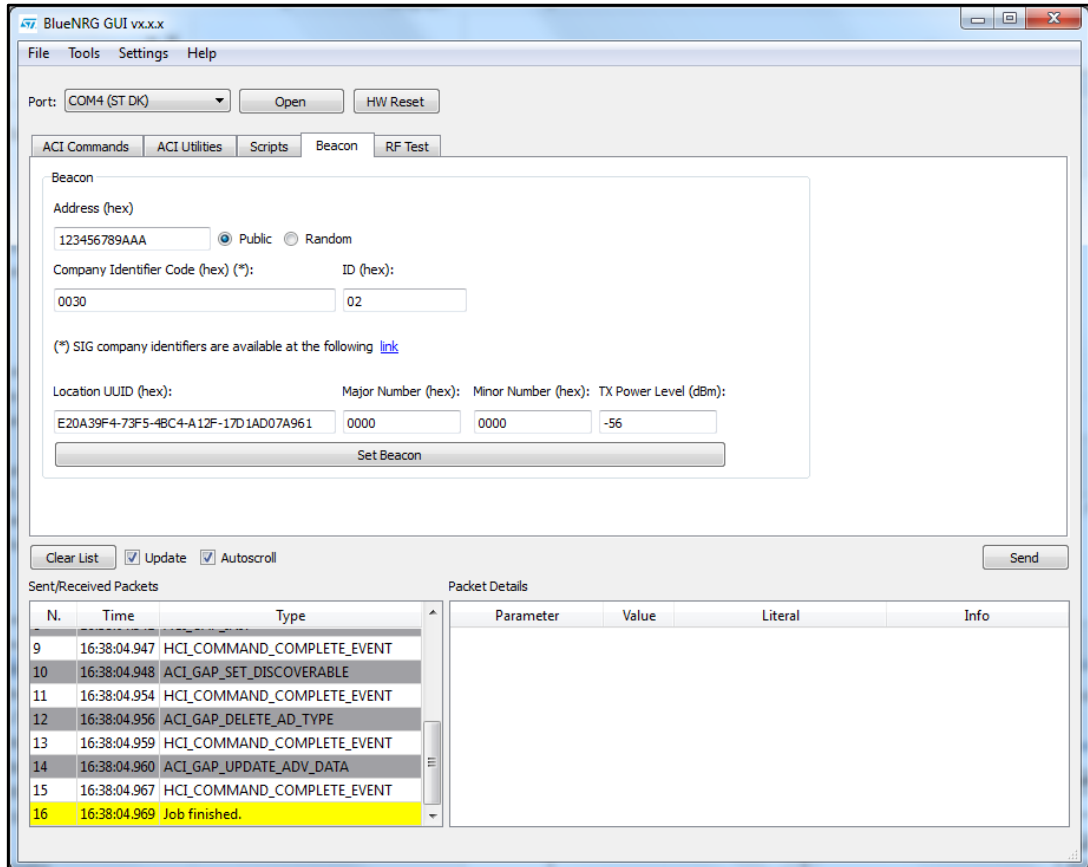 BlueNRG GUI vx.x.x
File Tools Settings Help
Port: COM4 (ST DK) Open HW Reset
ACI Commands ACI Utilities Scripts Beacon RF Test
Beacon
Address (hex)
123456789AAA Public Random
Company Identifier Code (hex) (*): ID (hex):
0030 02
(*) SIG company identifiers are available at the following link
Location UUID (hex): Major Number (hex): Minor Number (hex): TX Power Level (dBm):
E20A39F4-73F5-4BC4-A12F-17D1AD07A961 0000 0000 -56
Set Beacon
Clear List Update Autoscroll Send
Sent/Received Packets Packet Details
N. Time Type Parameter Value Literal Info
9 16:38:04.947 HCI_COMMAND_COMPLETE_EVENT
10 16:38:04.948 ACI_GAP_SET_DISCOVERABLE
11 16:38:04.954 HCI_COMMAND_COMPLETE_EVENT
12 16:38:04.956 ACI_GAP_DELETE_AD_TYPE
13 16:38:04.959 HCI_COMMAND_COMPLETE_EVENT
14 16:38:04.960 ACI_GAP_UPDATE_ADV_DATA
15 16:38:04.967 HCI_COMMAND_COMPLETE_EVENT
16 16:38:04.969 Job finished.